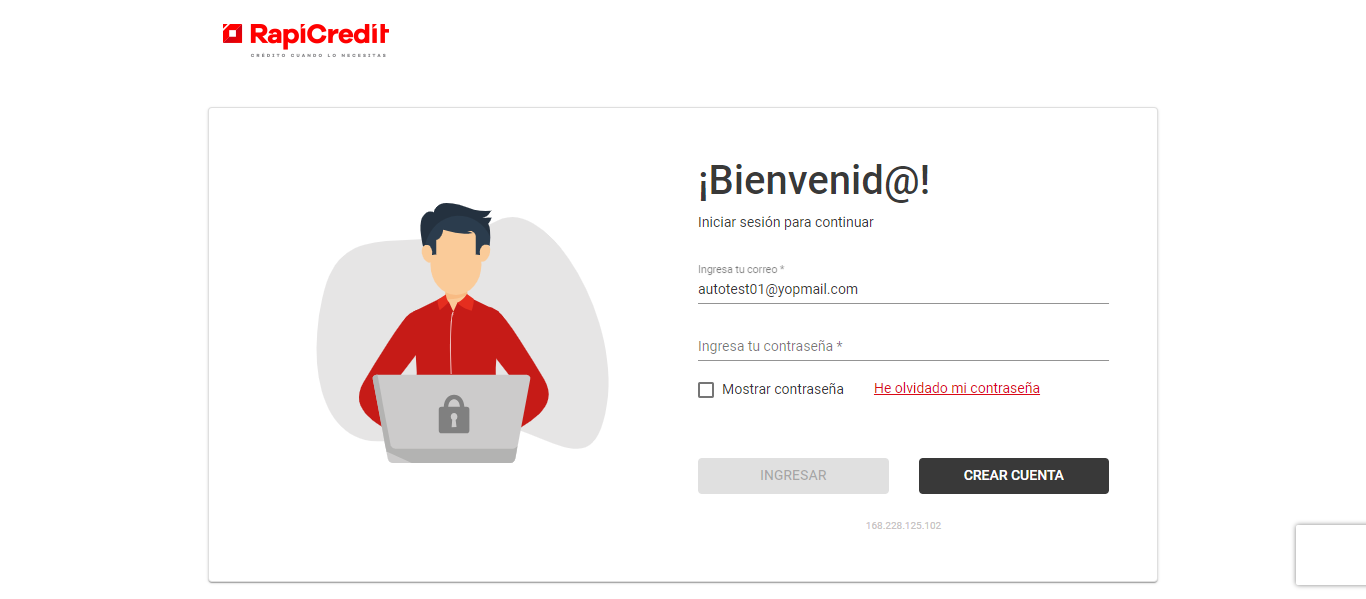 RapiCredit
CRÉDITO CUANDO LO NECESITAS
¡Bienvenid@!
Iniciar sesión para continuar
Ingresa tu correo *
autotest01@yopmail.com
Ingresa tu contraseña *
Mostrar contraseña He olvidado mi contraseña
INGRESAR CREAR CUENTA
168.228.125.102